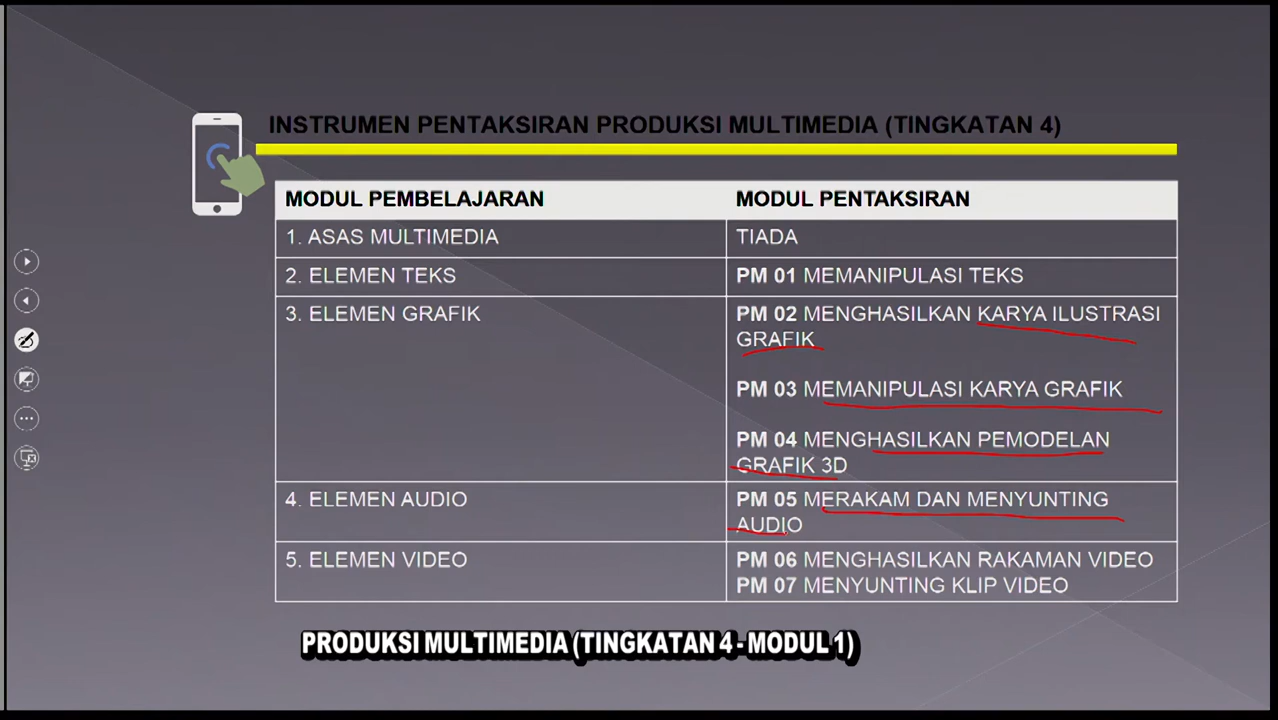 INSTRUMEN PENTAKSIRAN PRODUKSI MULTIMEDIA (TINGKATAN 4)
MODUL PEMBELAJARAN
MODUL PENTAKSIRAN
1. ASAS MULTIMEDIA
TIADA
2. ELEMEN TEKS
PM 01 MEMANIPULASI TEKS
3. ELEMEN GRAFIK
PM 02 MENGHASILKAN KARYA ILUSTRASI
GRAFIK
PM 03 MEMANIPULASI KARYA GRAFIK
PM 04 MENGHASILKAN PEMODELAN
GRAFIK 3D
4. ELEMEN AUDIO
PM 05 MERAKAM DAN MENYUNTING
AUDIO
5. ELEMEN VIDEO
PM 06 MENGHASILKAN RAKAMAN VIDEO
PM 07 MENYUNTING KLIP VIDEO
PRODUKSI MULTIMEDIA (TINGKATAN 4 - MODUL 1)